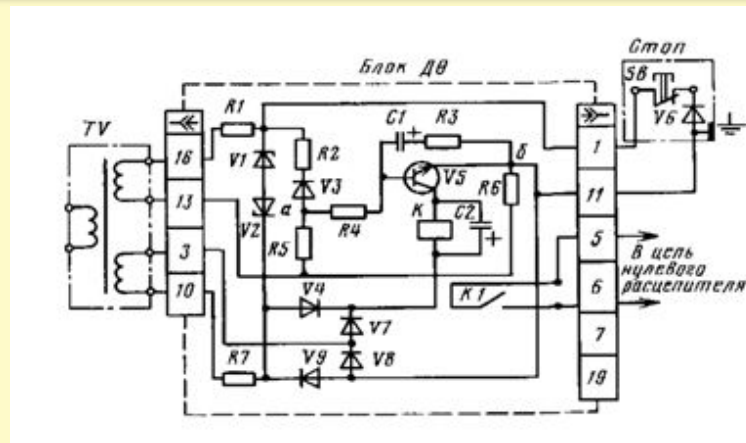 Стоп
SB
V6
Блок ДВ
TV
R1
C1
+
R3
16
V1
R2
V3
V5
б
R6
1
13
V2
а
R4
K
C2
+
11
3
R5
5
В цепь
нулевого
расцепителя
10
V4
V7
K1
6
R7
V9
V8
7
19